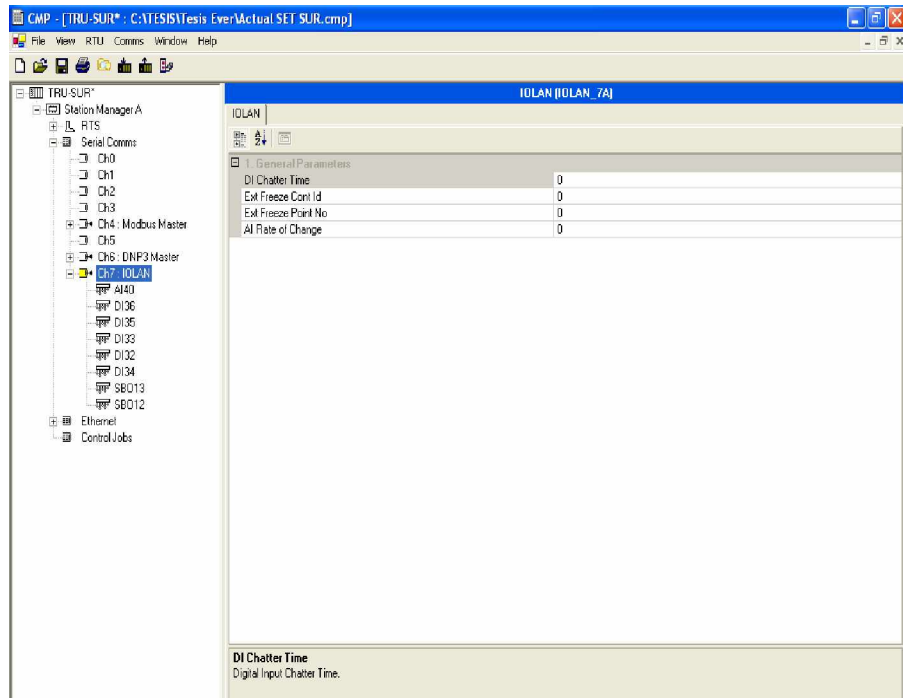 CMP - [TRU-SUR* : C:\TESIS\Tesis Ever\Actual SET SUR.cmp]
File View RTU Comms Window Help
TRU-SUR*
Station Manager A
RTS
Serial Comms
Ch0
Ch1
Ch2
Ch3
Ch4 : Modbus Master
Ch5
Ch6 : DNP3 Master
Ch7 : IOLAN
AI40
DI36
DI35
DI33
DI32
DI34
SBO13
SBO12
Ethernet
Control Jobs
IOLAN [IOLAN_7A]
IOLAN
1. General Parameters
DI Chatter Time 0
Ext Freeze Cont Id 0
Ext Freeze Point No 0
AI Rate of Change 0
DI Chatter Time
Digital Input Chatter Time.